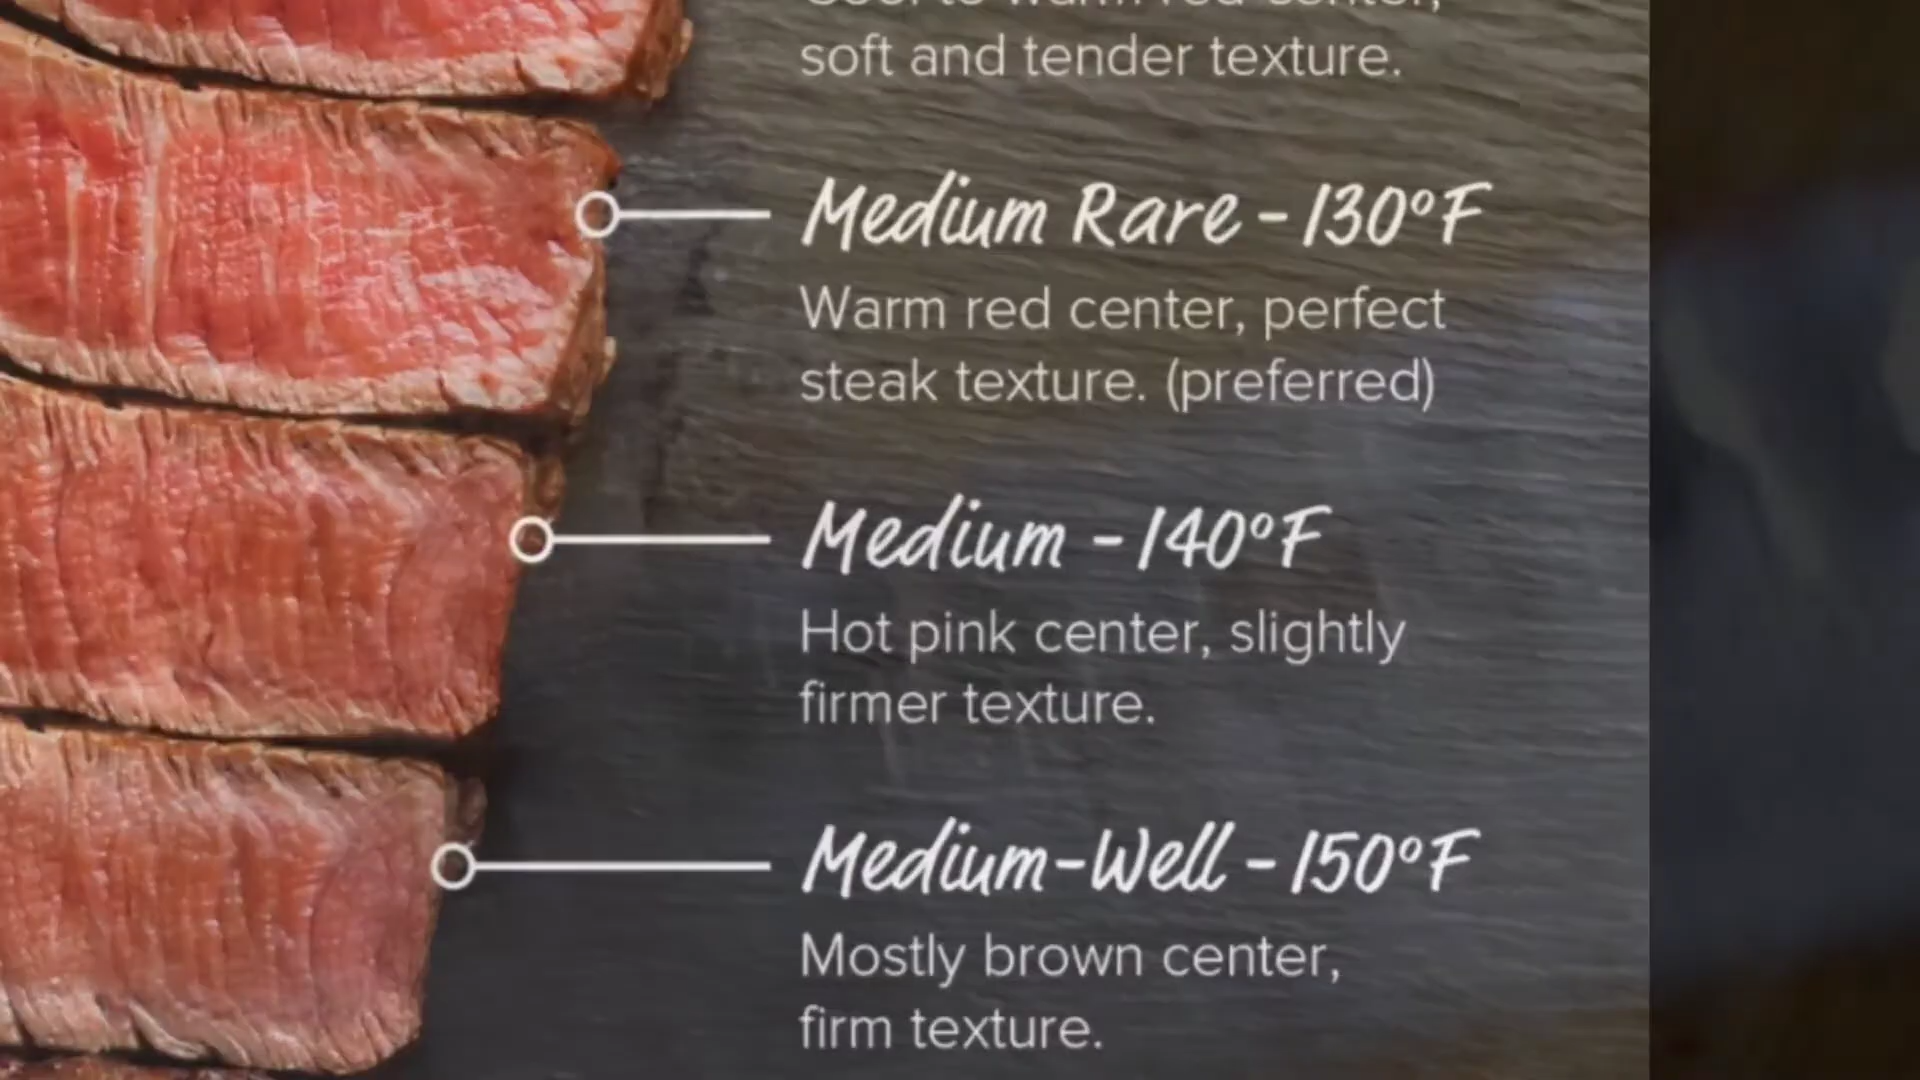 soft and tender texture.
Medium Rare - 130°F
Warm red center, perfect
steak texture. (preferred)
Medium - 140°F
Hot pink center, slightly
firmer texture.
Medium-Well - 150°F
Mostly brown center,
firm texture.